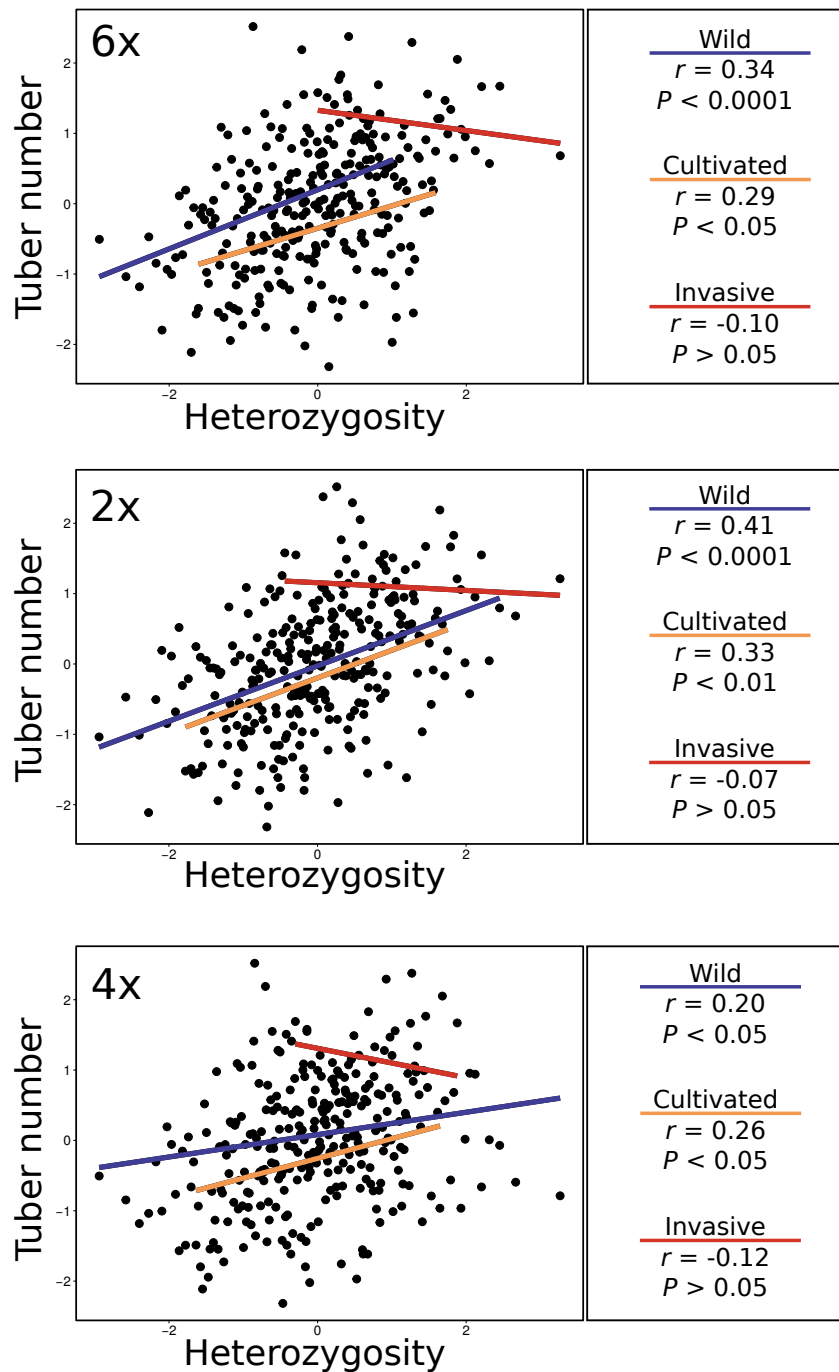 6x
Tuber number
2
1
0
−1
−2
−2
0
2
Heterozygosity
Wild
r = 0.34
P < 0.0001
Cultivated
r = 0.29
P < 0.05
Invasive
r = -0.10
P > 0.05
2x
Tuber number
2
1
0
−1
−2
−2
0
2
Heterozygosity
Wild
r = 0.41
P < 0.0001
Cultivated
r = 0.33
P < 0.01
Invasive
r = -0.07
P > 0.05
4x
Tuber number
2
1
0
−1
−2
−2
0
2
Heterozygosity
Wild
r = 0.20
P < 0.05
Cultivated
r = 0.26
P < 0.05
Invasive
r = -0.12
P > 0.05